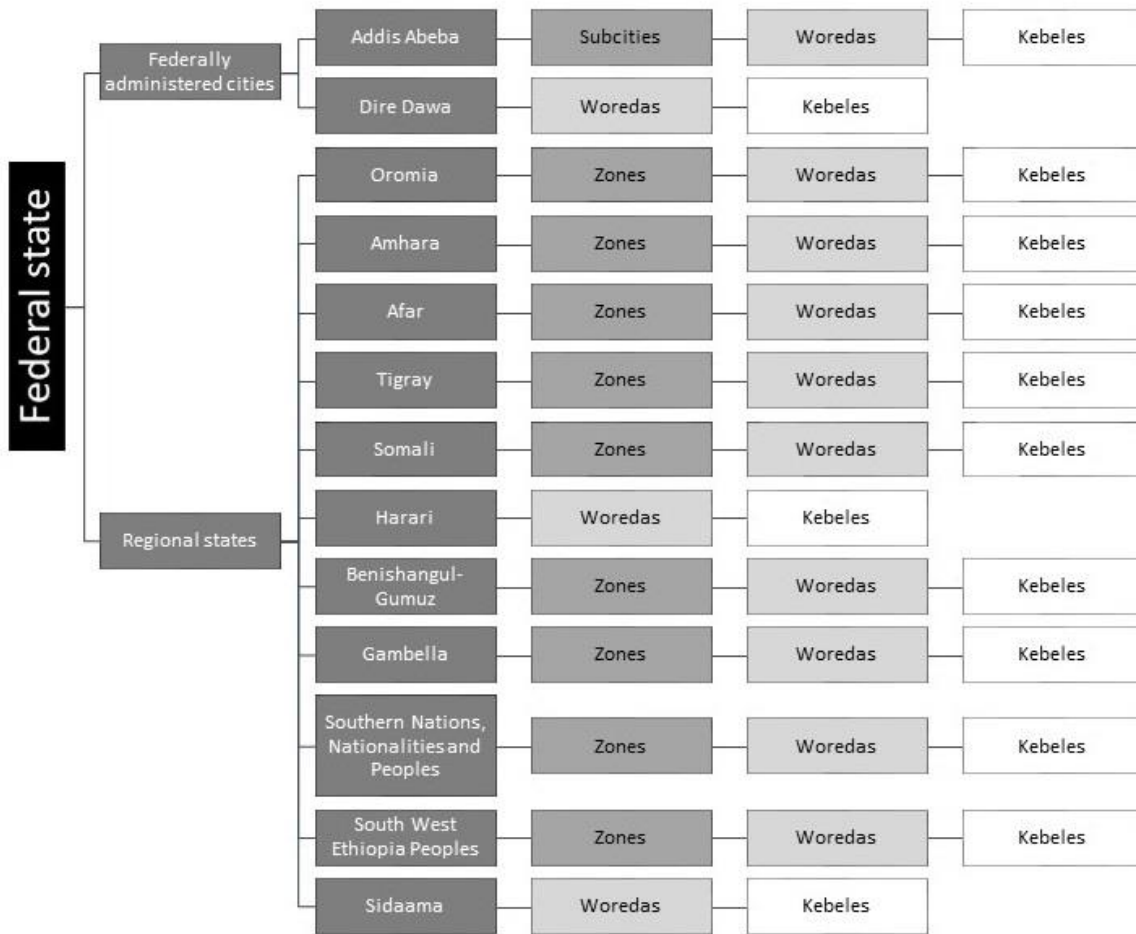 Federal state
Federally
administered cities
Addis Abeba
Subcities
Woredas
Kebeles
Dire Dawa
Woredas
Kebeles
Regional states
Oromia
Zones
Woredas
Kebeles
Amhara
Zones
Woredas
Kebeles
Afar
Zones
Woredas
Kebeles
Tigray
Zones
Woredas
Kebeles
Somali
Zones
Woredas
Kebeles
Harari
Woredas
Kebeles
Benishangul-
Gumuz
Zones
Woredas
Kebeles
Gambella
Zones
Woredas
Kebeles
Southern Nations,
Nationalities and
Peoples
Zones
Woredas
Kebeles
South West
Ethiopia Peoples
Zones
Woredas
Kebeles
Sidaama
Woredas
Kebeles